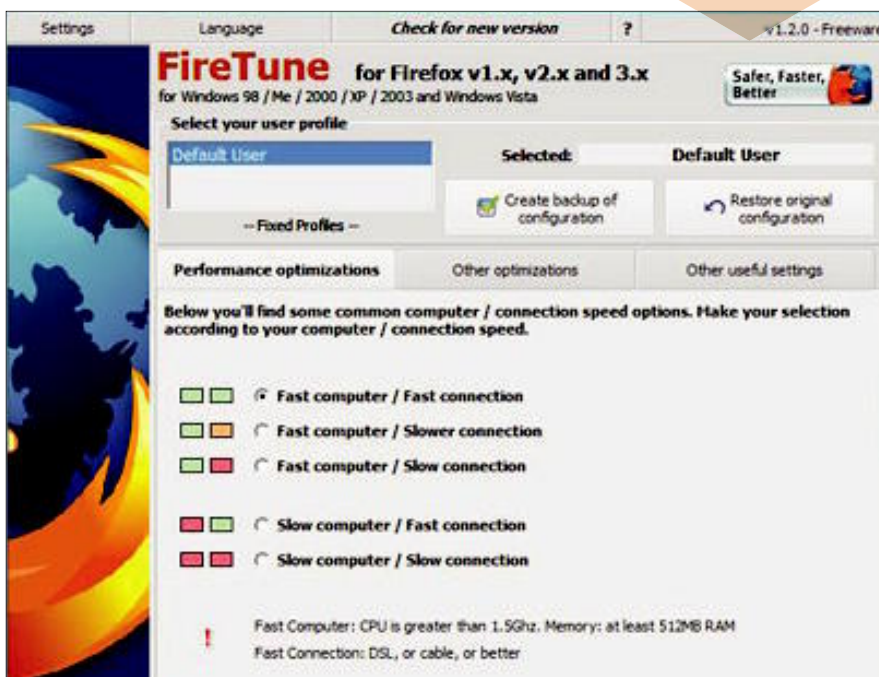 Settings Language Check for new version ? v1.2.0 - Freeware
FireTune for Firefox v1.x, v2.x and 3.x
for Windows 98 / Me / 2000 / XP / 2003 and Windows Vista
Safer, Faster,
Better
Select your user profile
Default User
Selected: Default User
Create backup of
configuration
Restore original
configuration
-- Fixed Profiles --
Performance optimizations Other optimizations Other useful settings
Below you'll find some common computer / connection speed options. Make your selection
according to your computer / connection speed.
Fast computer / Fast connection
Fast computer / Slower connection
Fast computer / Slow connection
Slow computer / Fast connection
Slow computer / Slow connection
! Fast Computer: CPU is greater than 1.5Ghz. Memory: at least 512MB RAM
Fast Connection: DSL, or cable, or better